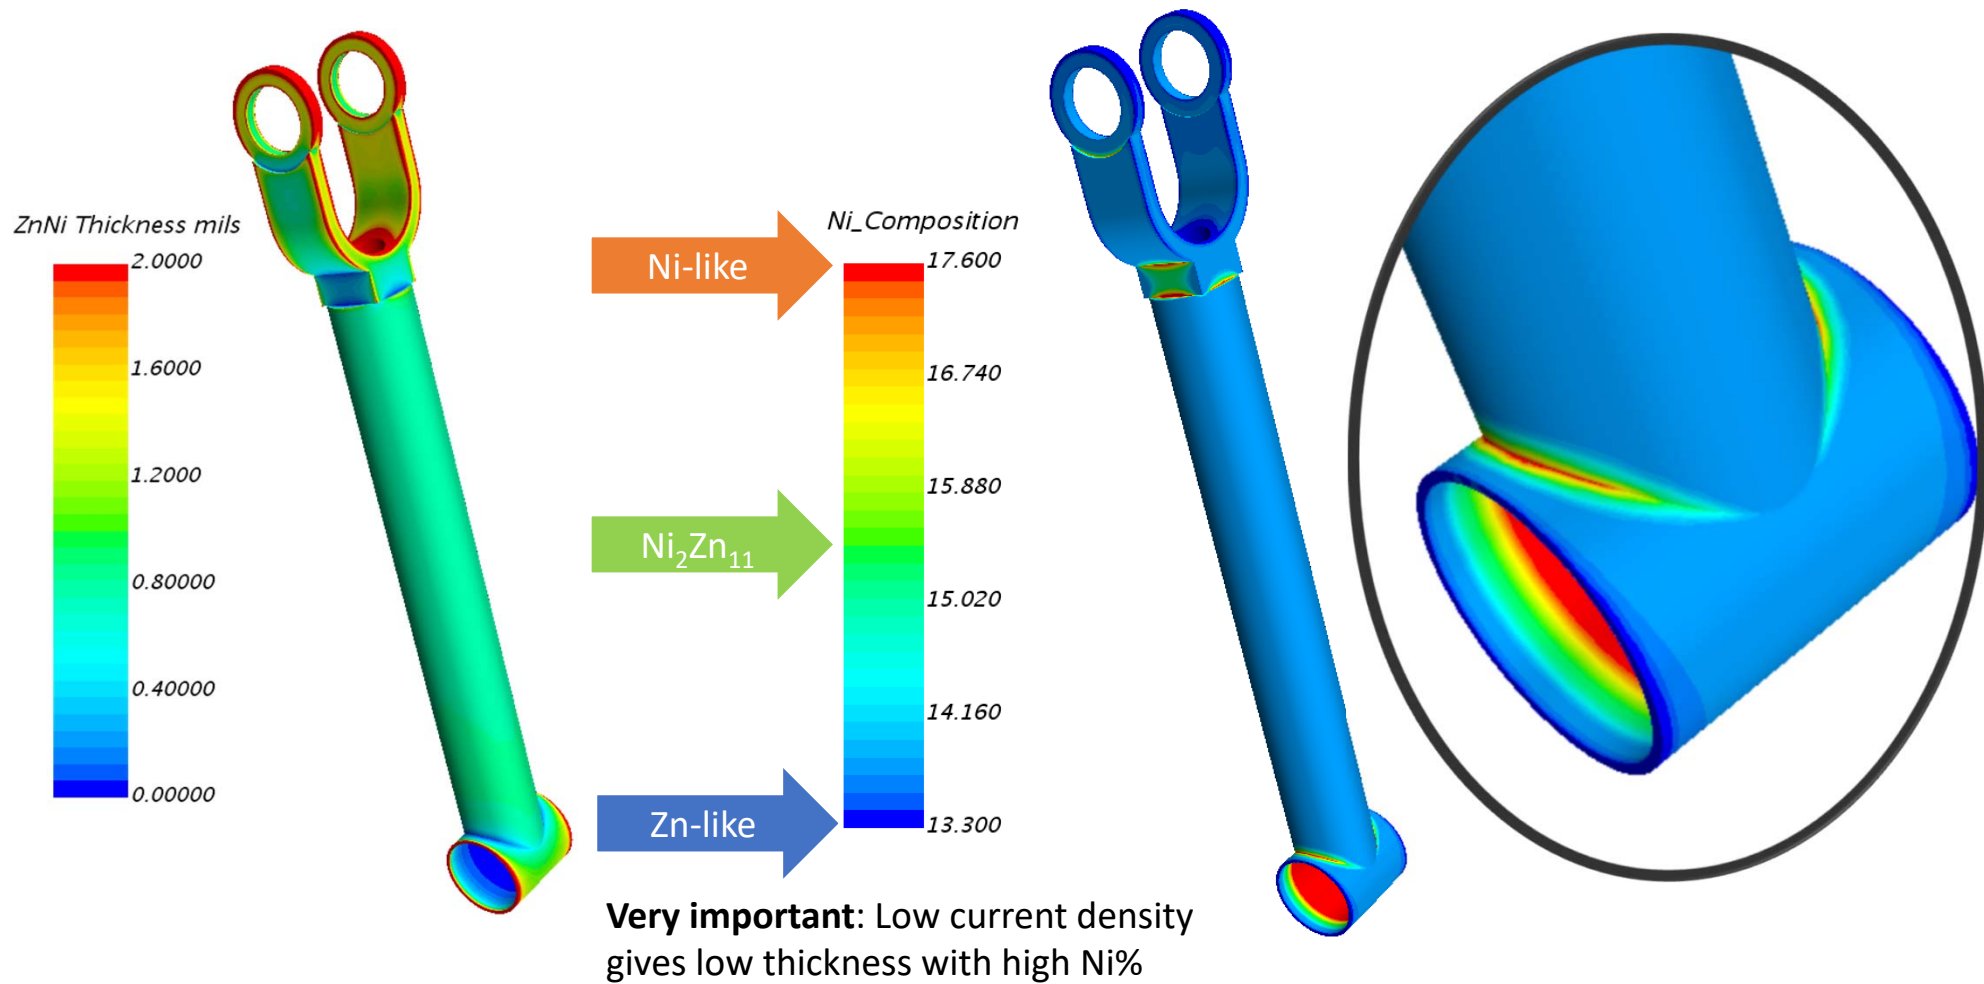 ZnNi Thickness mils
2.0000
1.6000
1.2000
0.80000
0.40000
0.00000
Ni-like
Ni₂Zn₁₁
Zn-like
Ni_Composition
17.600
16.740
15.880
15.020
14.160
13.300
Very important: Low current density
gives low thickness with high Ni%